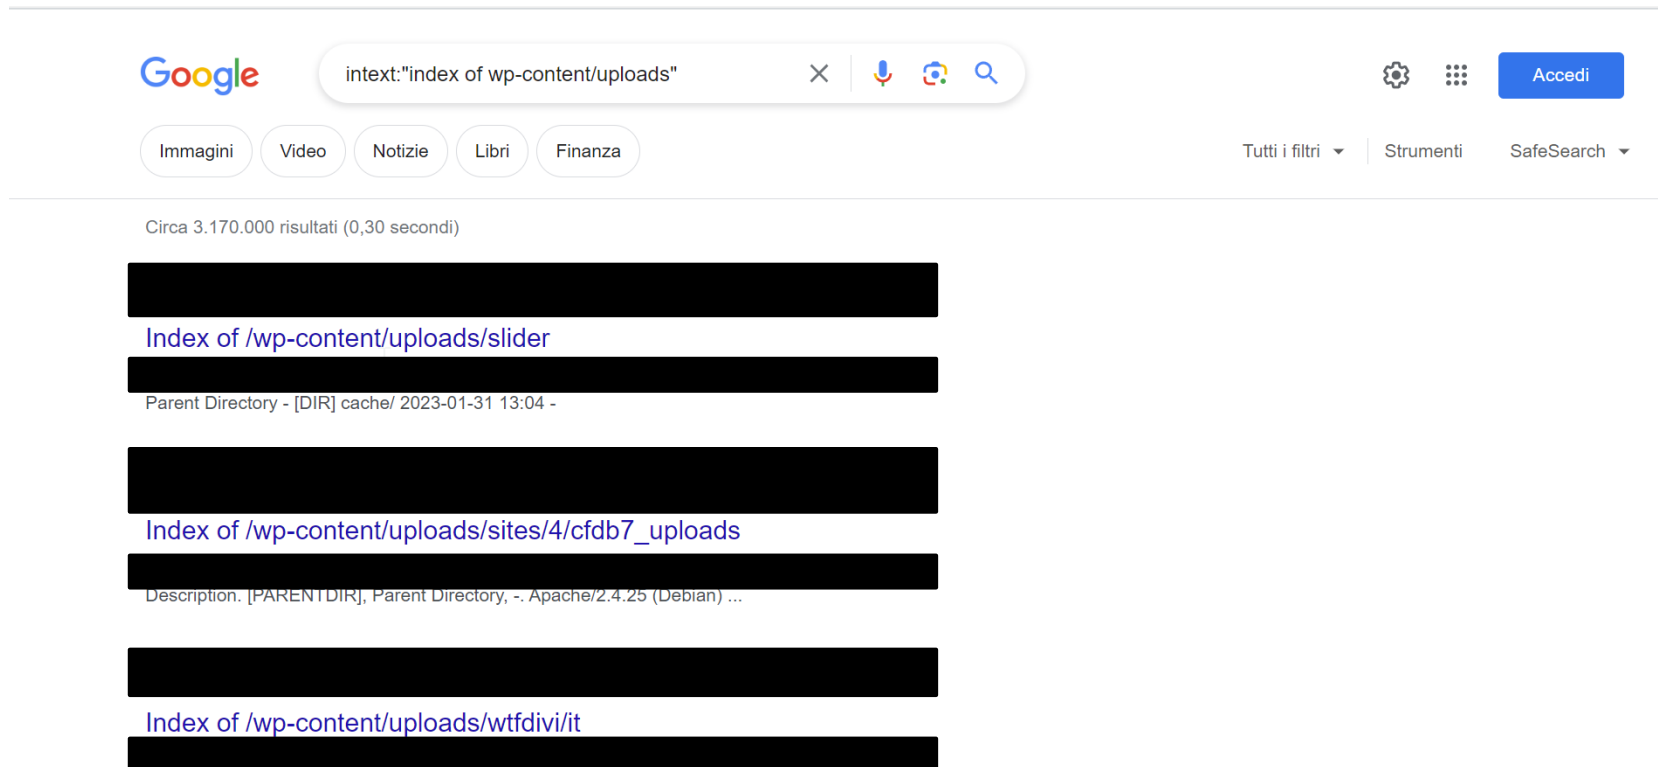 Google
intext:"index of wp-content/uploads"
Accedi
Immagini Video Notizie Libri Finanza Tutti i filtri Strumenti SafeSearch
Circa 3.170.000 risultati (0,30 secondi)
Index of /wp-content/uploads/slider
Parent Directory - [DIR] cache/ 2023-01-31 13:04 -
Index of /wp-content/uploads/sites/4/cfdb7_uploads
Description. [PARENTDIR], Parent Directory, -. Apache/2.4.25 (Debian) ...
Index of /wp-content/uploads/wtfdivi/it